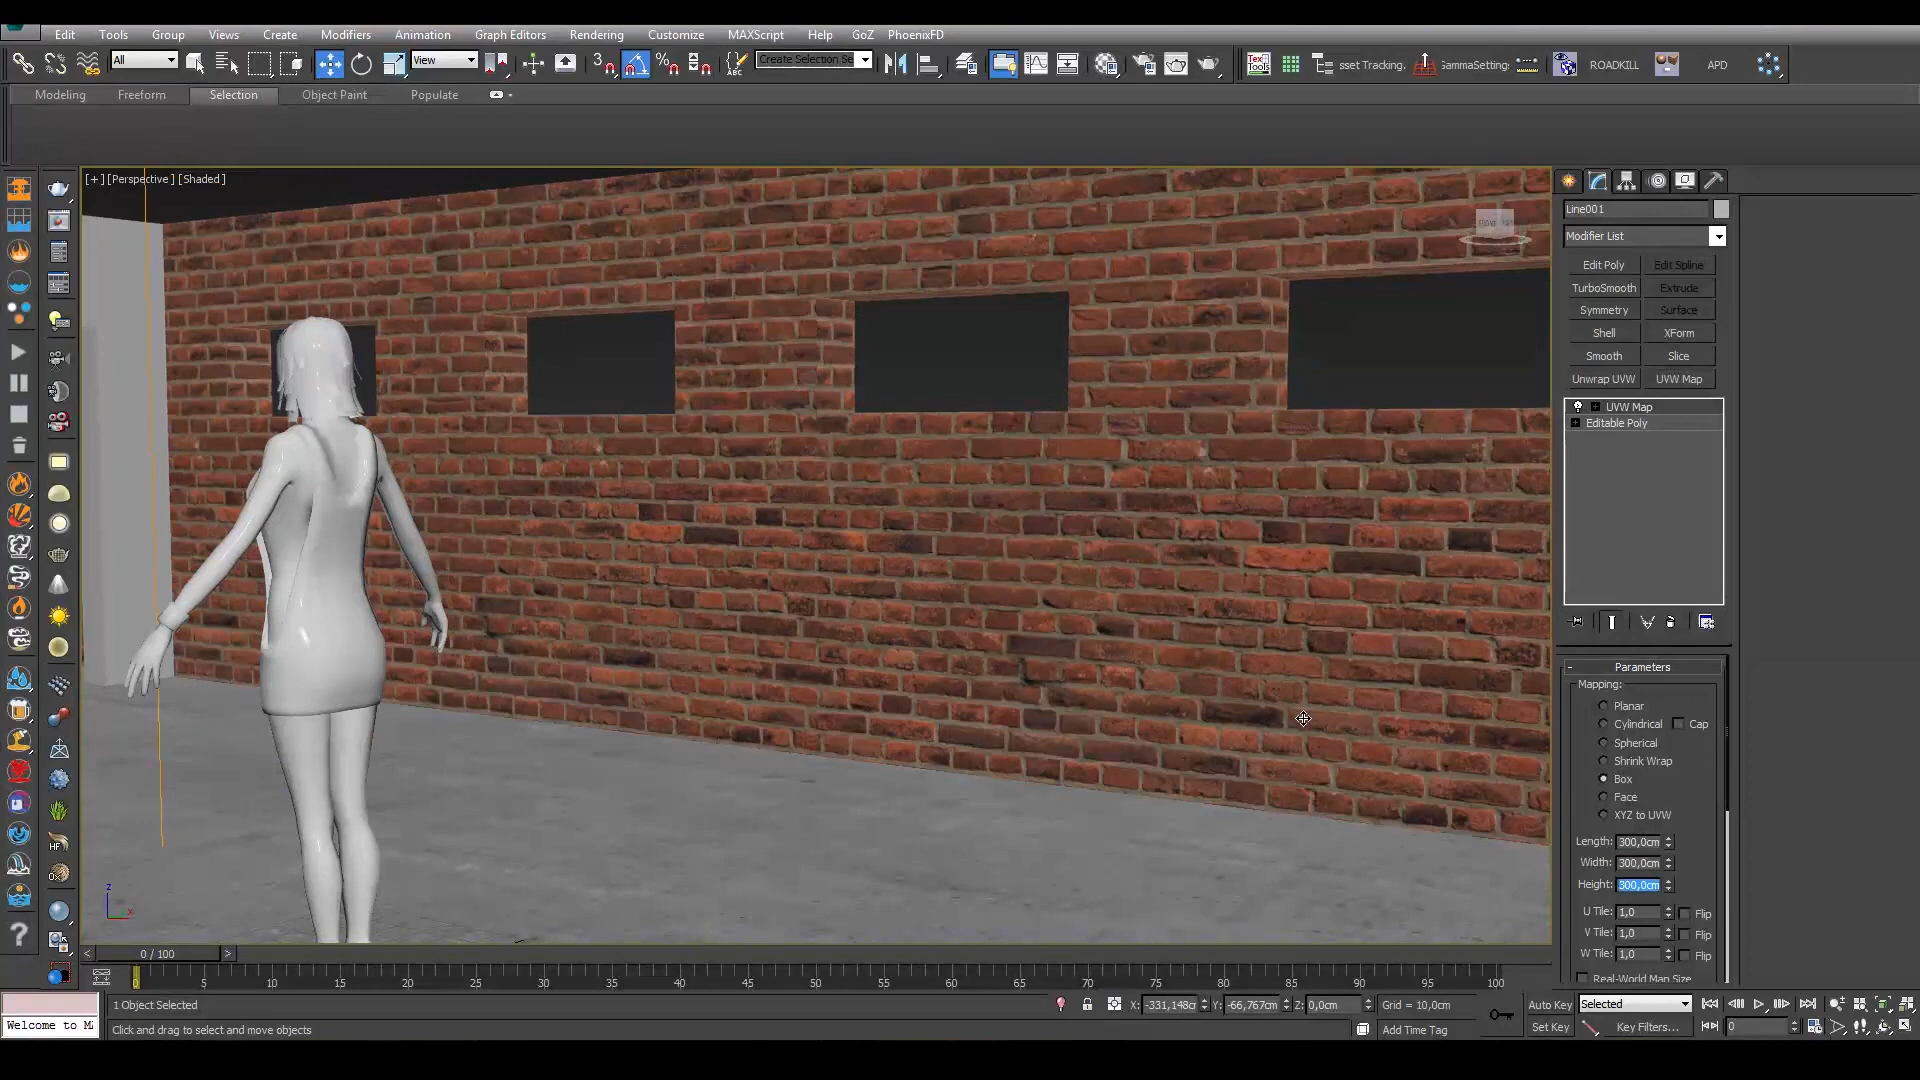 Edit Tools Group Views Create Modifiers Animation Graph Editors Rendering Customize MAXScript Help GoZ PhoenixFD
All View 3 Create Selection Se Tex Tools sset Tracking. GammaSetting: ROADKILL APD
Modeling Freeform Selection Object Paint Populate
[+] [Perspective] [Shaded]
Line001
Modifier List
Edit Poly Edit Spline
TurboSmooth Extrude
Symmetry Surface
Shell XForm
Smooth Slice
Unwrap UVW UVW Map
UVW Map
Editable Poly
Parameters
Mapping:
Planar
Cylindrical Cap
Spherical
Shrink Wrap
Box
Face
XYZ to UVW
Length: 300,0cm
Width: 300,0cm
Height: 300,0cm
U Tile: 1,0 Flip
V Tile: 1,0 Flip
W Tile: 1,0 Flip
Real-World Map Size
HF
z
x
< 0 / 100 >
0 5 10 15 20 25 30 35 40 45 50 55 60 65 70 75 80 85 90 95 100
1 Object Selected X: -331,148cr Y: -66,767cm Z: 0,0cm Grid = 10,0cm Auto Key Selected
Welcome to Mi Click and drag to select and move objects Add Time Tag Set Key Key Filters... 0